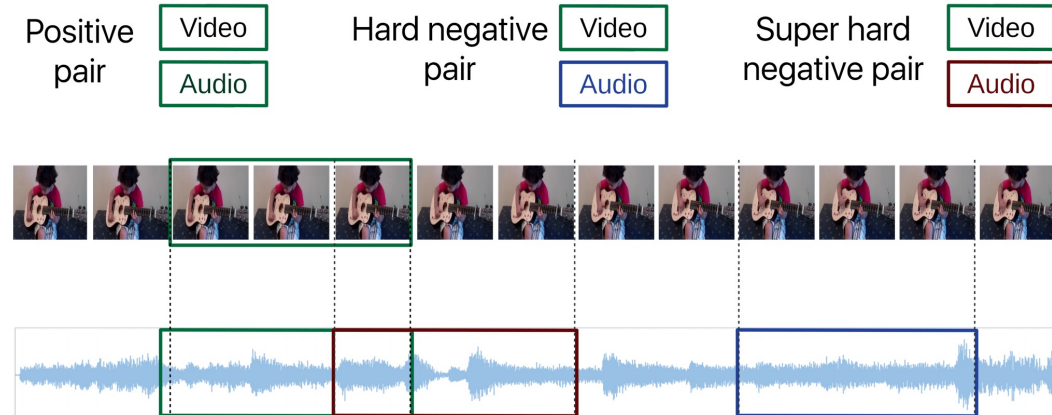 Positive
pair
Video
Audio
Hard negative
pair
Video
Audio
Super hard
negative pair
Video
Audio